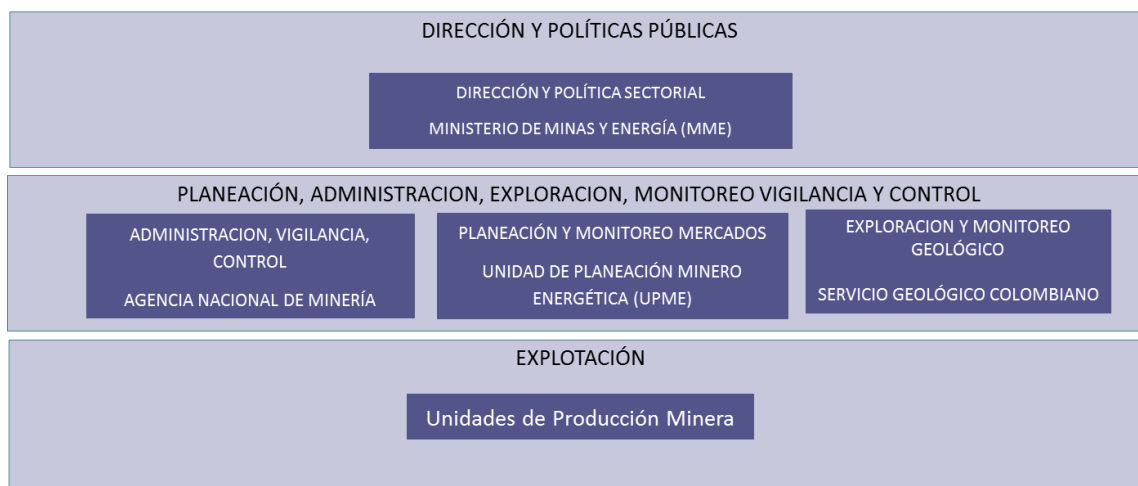 DIRECCIÓN Y POLÍTICAS PÚBLICAS
DIRECCIÓN Y POLÍTICA SECTORIAL
MINISTERIO DE MINAS Y ENERGÍA (MME)
PLANEACIÓN, ADMINISTRACION, EXPLORACION, MONITOREO VIGILANCIA Y CONTROL
ADMINISTRACION, VIGILANCIA,
CONTROL
AGENCIA NACIONAL DE MINERÍA
PLANEACIÓN Y MONITOREO MERCADOS
UNIDAD DE PLANEACIÓN MINERO
ENERGÉTICA (UPME)
EXPLORACION Y MONITOREO
GEOLÓGICO
SERVICIO GEOLÓGICO COLOMBIANO
EXPLOTACIÓN
Unidades de Producción Minera